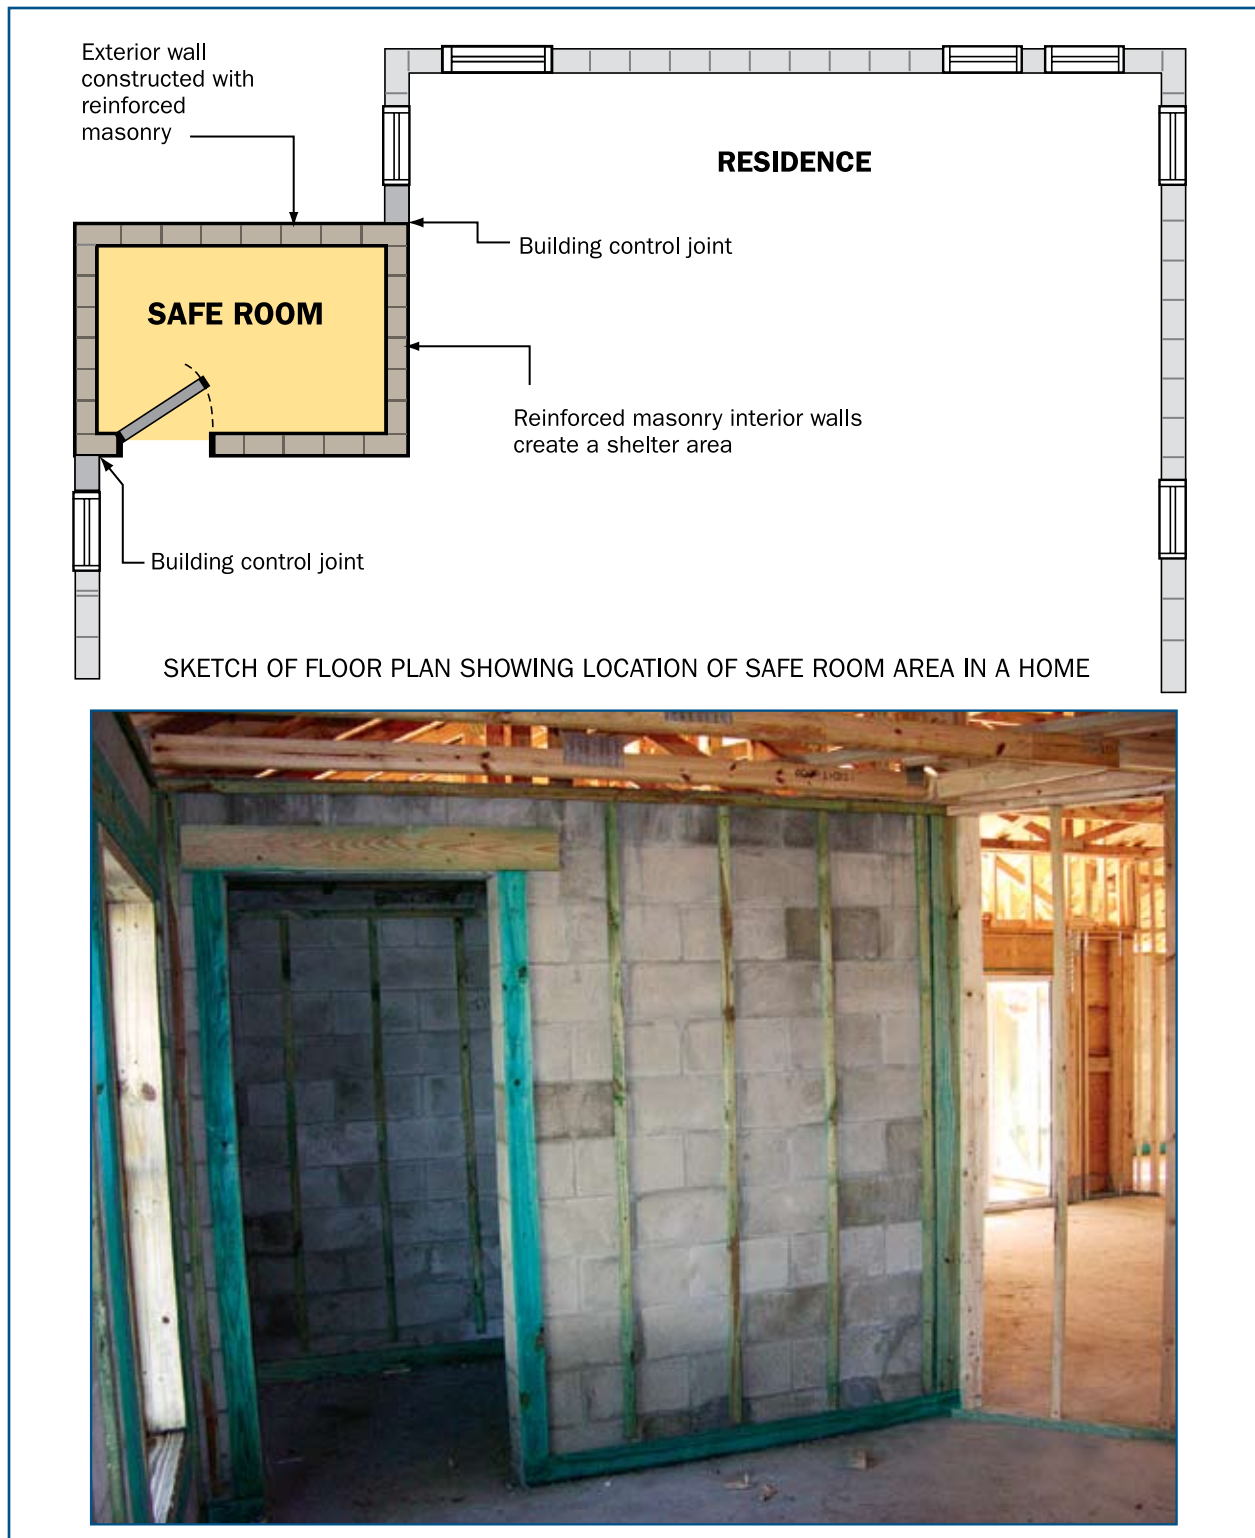 Exterior wall
constructed with
reinforced
masonry
RESIDENCE
Building control joint
SAFE ROOM
Reinforced masonry interior walls
create a shelter area
Building control joint
SKETCH OF FLOOR PLAN SHOWING LOCATION OF SAFE ROOM AREA IN A HOME